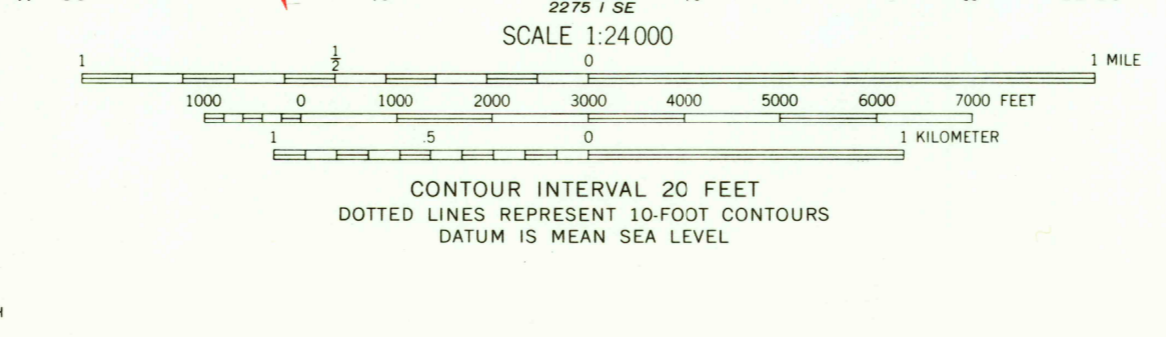 2275 I SE
SCALE 1:24 000
1 ½ 0 1 MILE
1000 0 1000 2000 3000 4000 5000 6000 7000 FEET
1 .5 0 1 KILOMETER
CONTOUR INTERVAL 20 FEET
DOTTED LINES REPRESENT 10-FOOT CONTOURS
DATUM IS MEAN SEA LEVEL